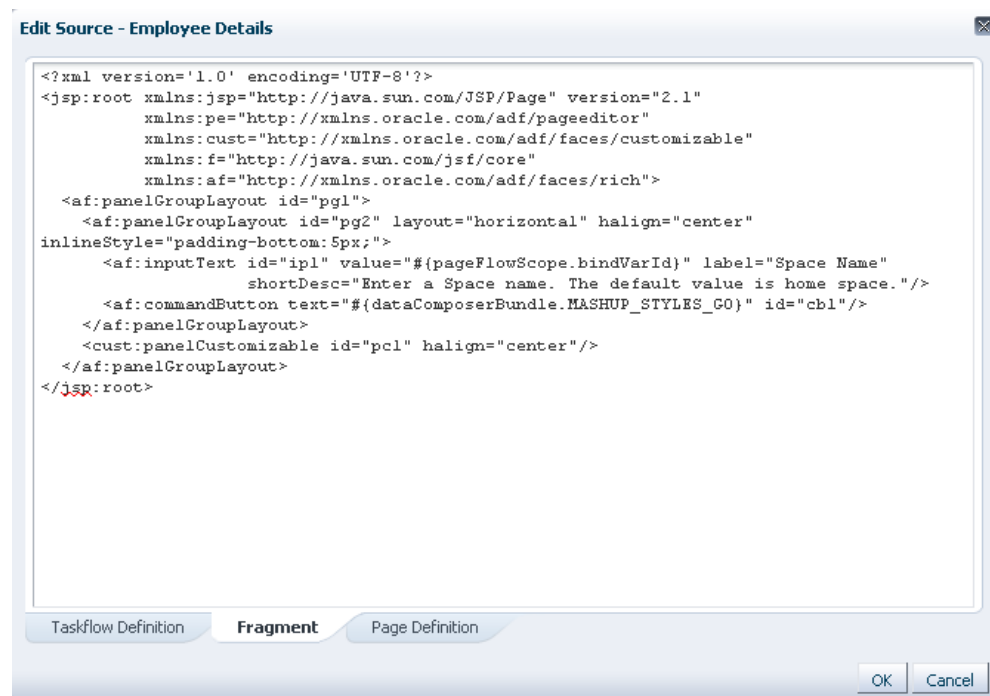 Edit Source - Employee Details
<?xml version='1.0' encoding='UTF-8'?>
<jsp:root xmlns:jsp="http://java.sun.com/JSP/Page" version="2.1"
          xmlns:pe="http://xmlns.oracle.com/adf/pageeditor"
          xmlns:cust="http://xmlns.oracle.com/adf/faces/customizable"
          xmlns:f="http://java.sun.com/jsf/core"
          xmlns:af="http://xmlns.oracle.com/adf/faces/rich">
  <af:panelGroupLayout id="pgl">
    <af:panelGroupLayout id="pg2" layout="horizontal" halign="center"
inlineStyle="padding-bottom:5px;">
      <af:inputText id="ip1" value="#{pageFlowScope.bindVarId}" label="Space Name"
                    shortDesc="Enter a Space name. The default value is home space."/>
      <af:commandButton text="#{dataComposerBundle.MASHUP_STYLES_GO}" id="cb1"/>
    </af:panelGroupLayout>
    <cust:panelCustomizable id="pc1" halign="center"/>
  </af:panelGroupLayout>
</jsp:root>
Taskflow Definition Fragment Page Definition
OK Cancel